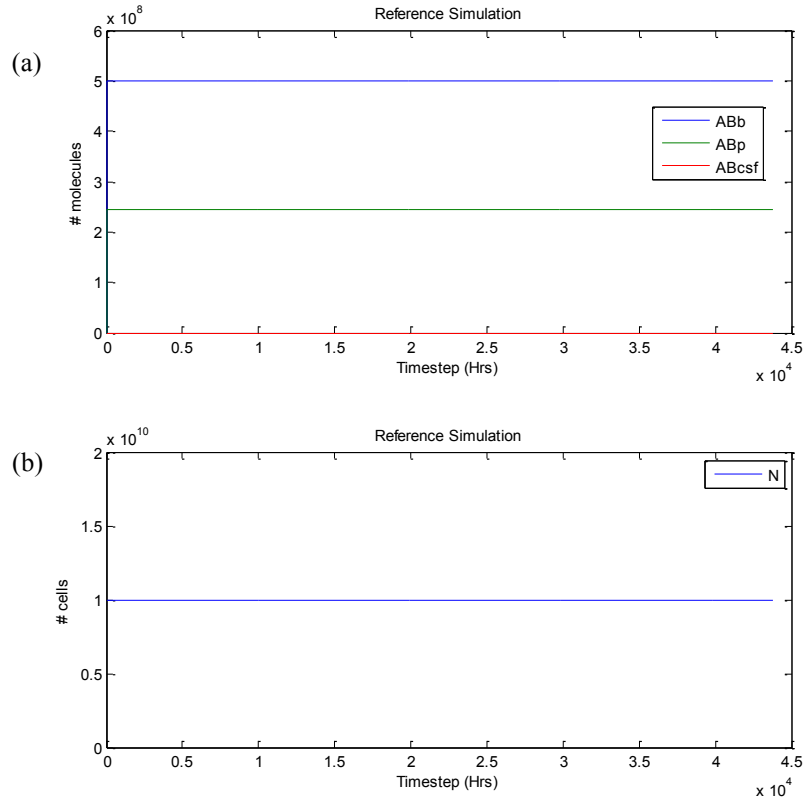 (a)
Reference Simulation
x 10^8
6
5
4
3
2
1
0
# molecules
ABb
ABp
ABcsf
0 0.5 1 1.5 2 2.5 3 3.5 4 4.5
x 10^4
Timestep (Hrs)
(b)
Reference Simulation
x 10^10
2
1.5
1
0.5
0
# cells
N
0 0.5 1 1.5 2 2.5 3 3.5 4 4.5
x 10^4
Timestep (Hrs)